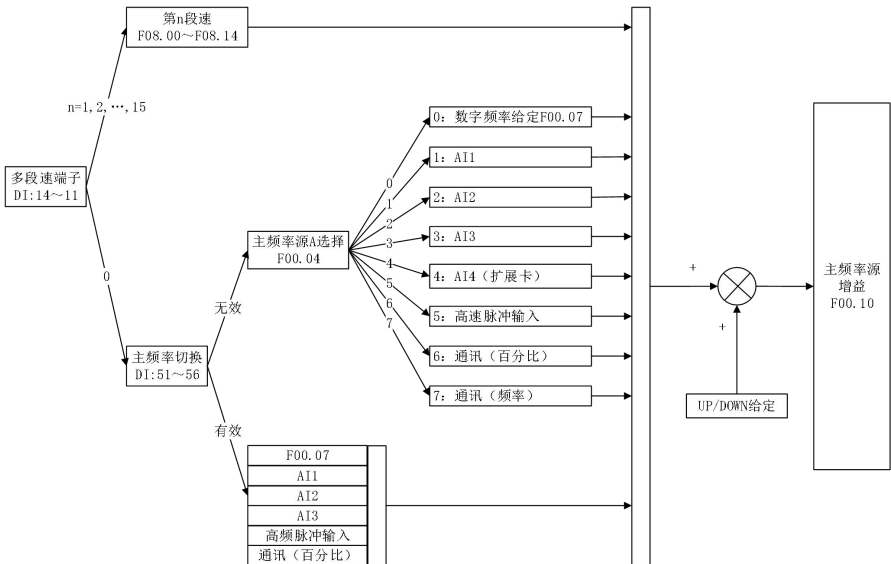 第n段速
F08.00～F08.14
n=1,2,…,15
多段速端子
DI:14～11
0
主频率切换
DI:51～56
无效
有效
主频率源A选择
F00.04
0
1
2
3
4
5
6
7
0：数字频率给定F00.07
1：AI1
2：AI2
3：AI3
4：AI4（扩展卡）
5：高速脉冲输入
6：通讯（百分比）
7：通讯（频率）
F00.07
AI1
AI2
AI3
高频脉冲输入
通讯（百分比）
+
+
UP/DOWN给定
主频率源
增益
F00.10